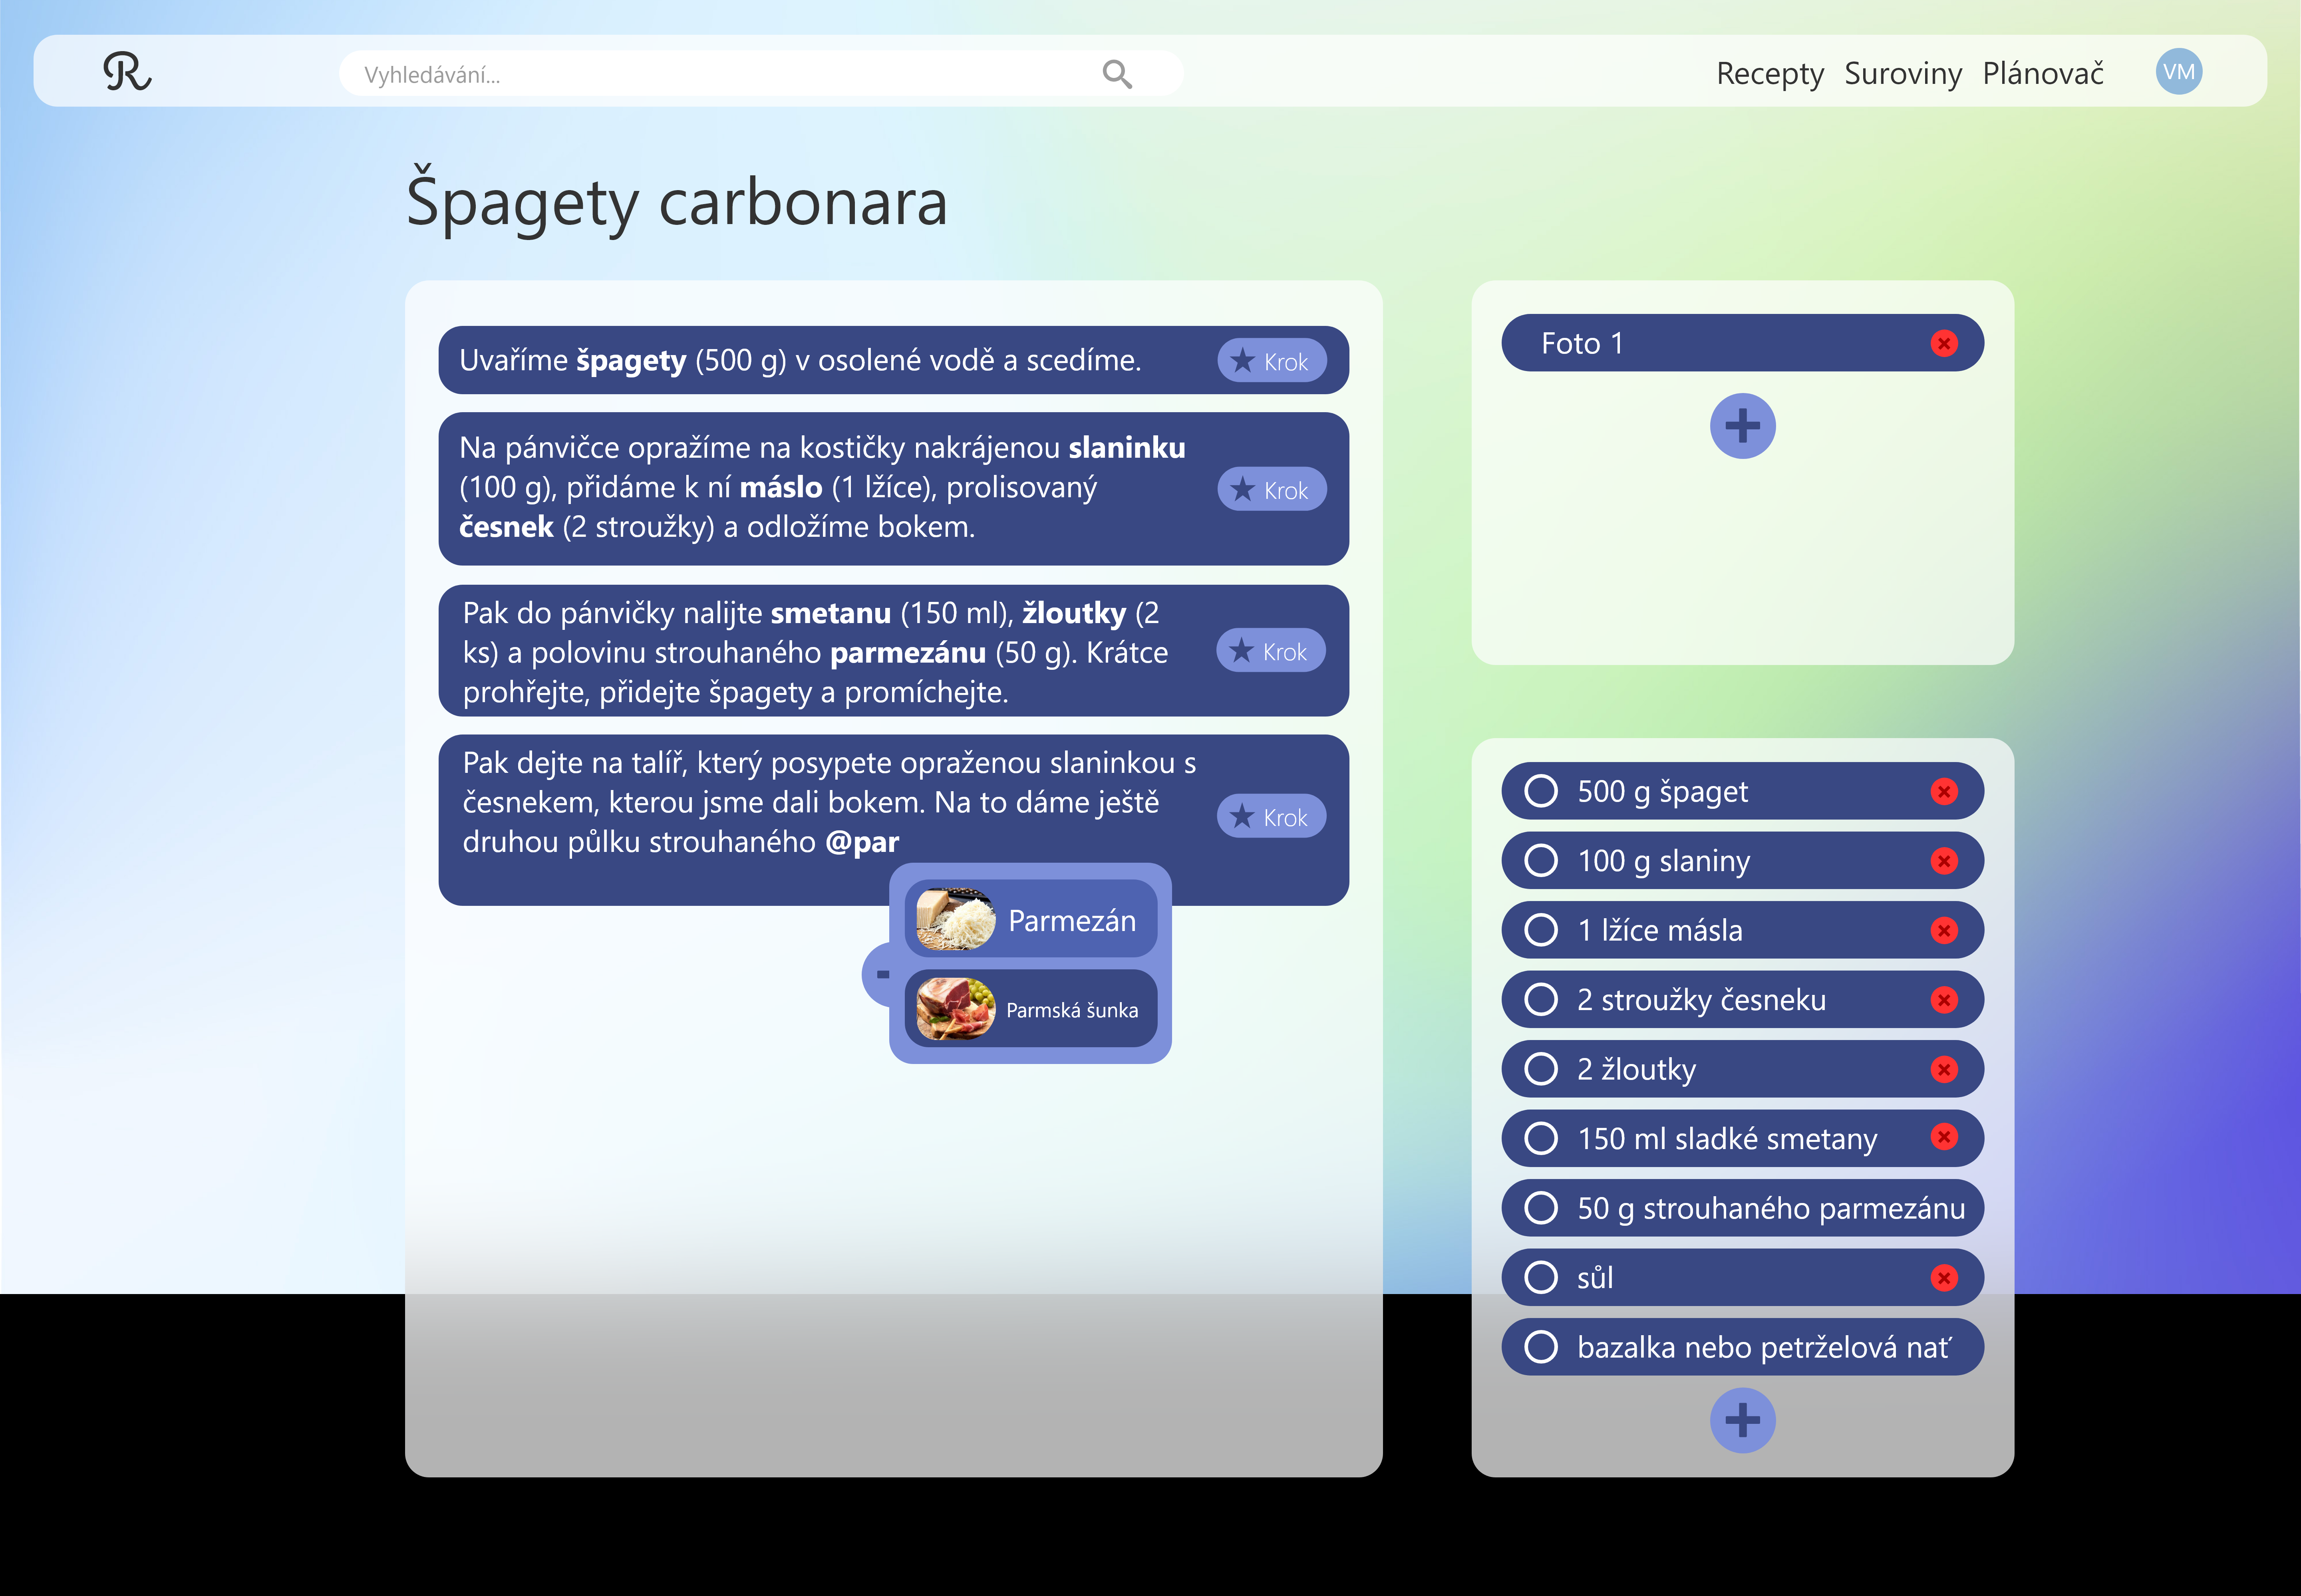 R
Vyhledávání...
Recepty Suroviny Plánovač
VM
Špagety carbonara
Uvaříme špagety (500 g) v osolené vodě a scedíme.
Krok
Na pánvičce opražíme na kostičky nakrájenou slaninku
(100 g), přidáme k ní máslo (1 lžíce), prolisovaný
česnek (2 stroužky) a odložíme bokem.
Krok
Pak do pánvičky nalijte smetanu (150 ml), žloutky (2
ks) a polovinu strouhaného parmezánu (50 g). Krátce
prohřejte, přidejte špagety a promíchejte.
Krok
Pak dejte na talíř, který posypete opraženou slaninkou s
česnekem, kterou jsme dali bokem. Na to dáme ještě
druhou půlku strouhaného @par
Krok
Parmezán
Parmská šunka
Foto 1
500 g špaget
100 g slaniny
1 lžíce másla
2 stroužky česneku
2 žloutky
150 ml sladké smetany
50 g strouhaného parmezánu
sůl
bazalka nebo petrželová nať